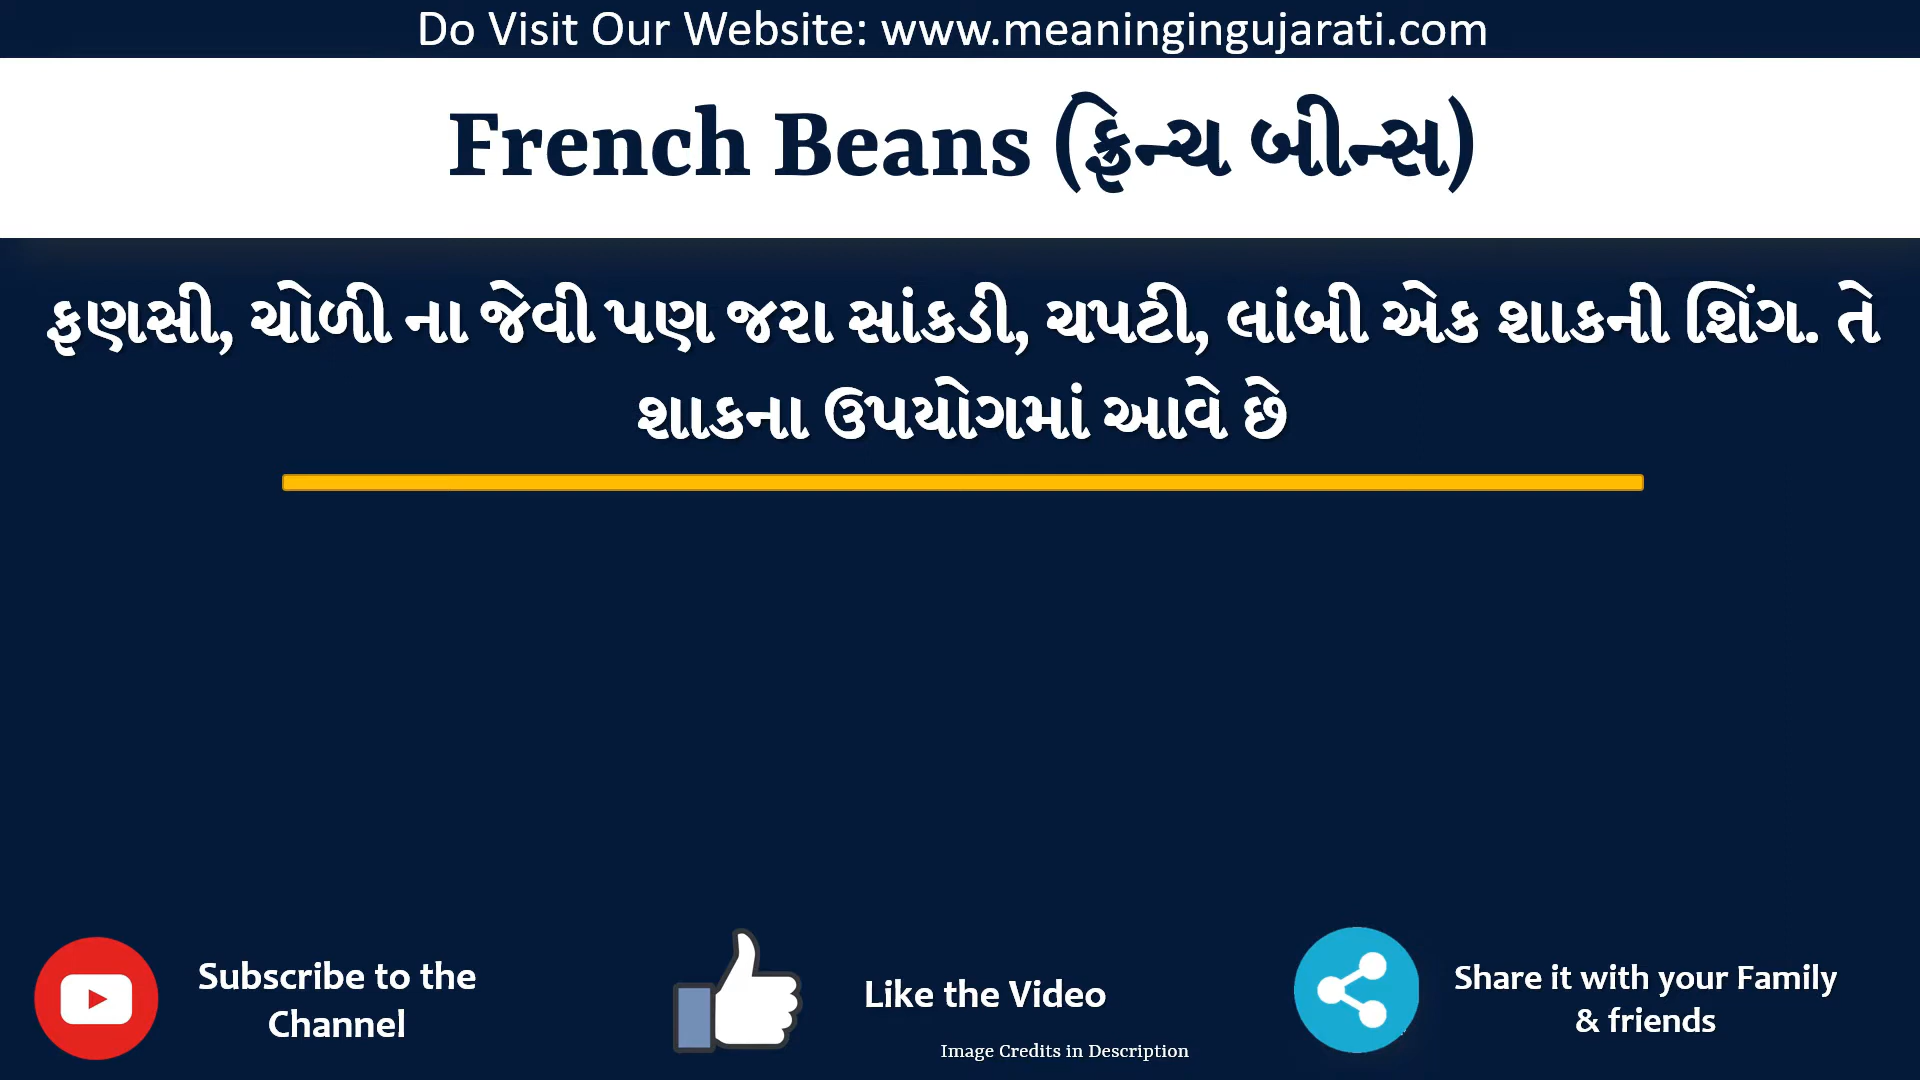 Do Visit Our Website: www.meaningingujarati.com
French Beans (ફ્રેિન્ચ બીન્સ)
ફણસી, ચોળી ના જેવી પણ જરા સાંકડી, ચપટી, લાંબી એક શાકની શિંગ. તે
શાકના ઉપયોગમાં આવે છે
Subscribe to the
Channel
Like the Video
Share it with your Family
& friends
Image Credits in Description